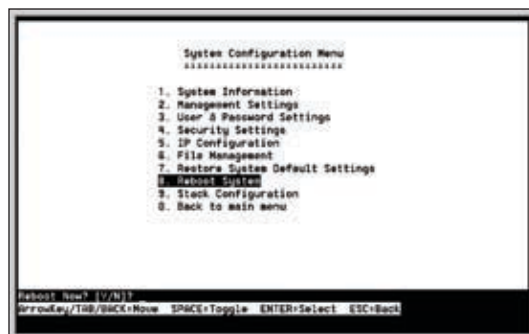 System Configuration Menu
========================
1. System Information
2. Management Settings
3. User & Password Settings
4. Security Settings
5. IP Configuration
6. File Management
7. Restore System Default Settings
8. Reboot System
9. Stack Configuration
0. Back to main menu
Reboot Now? [Y/N]? _
ArrowKey/TAB/BACK=Move SPACE=Toggle ENTER=Select ESC=Back